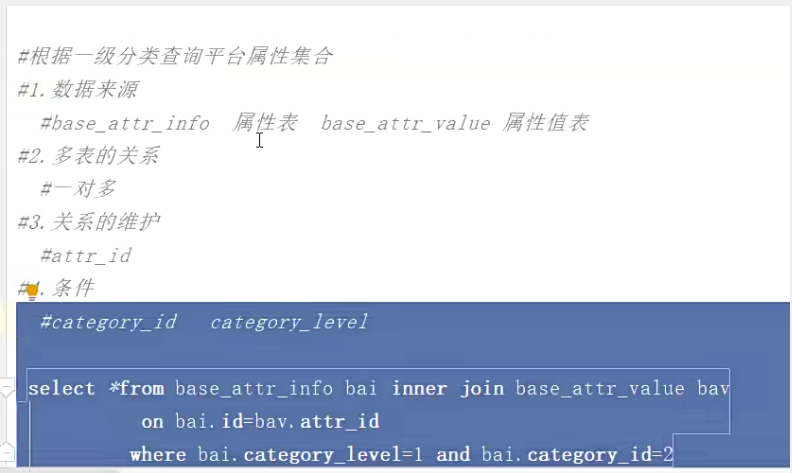 #根据一级分类查询平台属性集合
#1.数据来源
#base_attr_info 属性表 base_attr_value 属性值表
#2.多表的关系
#一对多
#3.关系的维护
#attr_id
#4.条件
#category_id category_level
select *from base_attr_info bai inner join base_attr_value bav
on bai.id=bav.attr_id
where bai.category_level=1 and bai.category_id=2